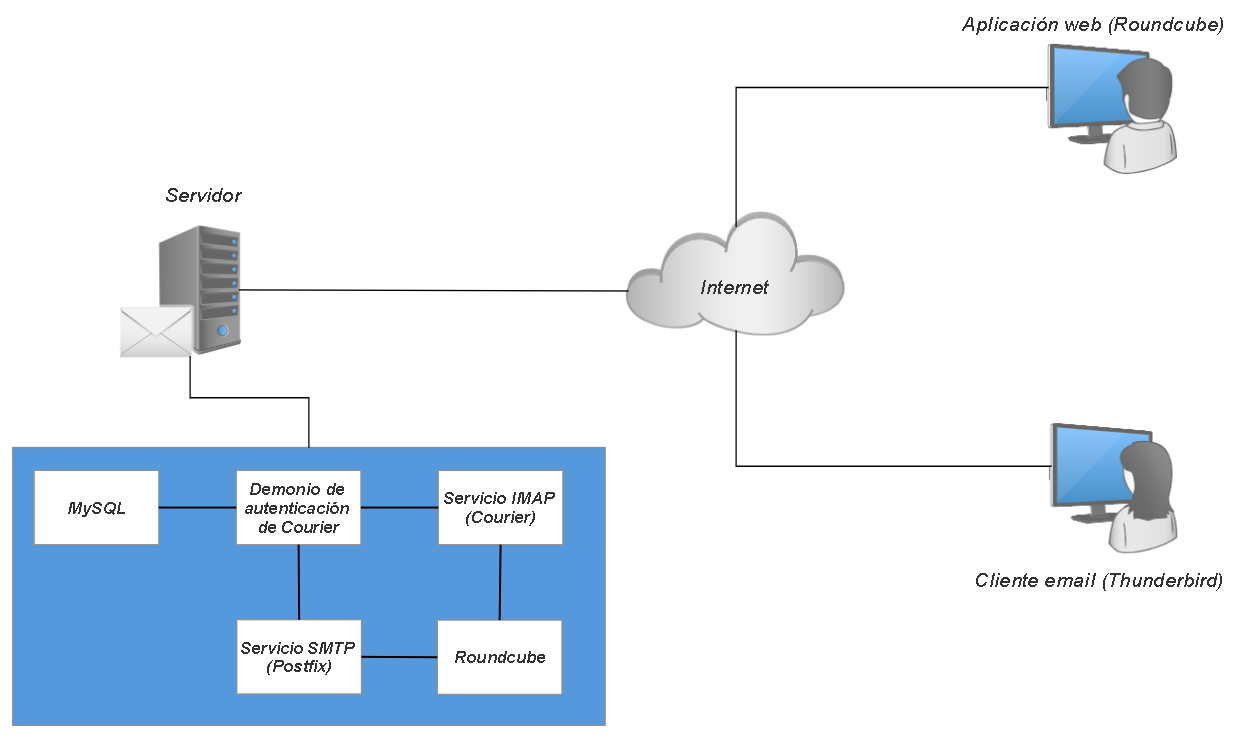 Aplicación web (Roundcube)
Servidor
Internet
MySQL
Demonio de
autenticación
de Courier
Servicio IMAP
(Courier)
Cliente email (Thunderbird)
Servicio SMTP
(Postfix)
Roundcube